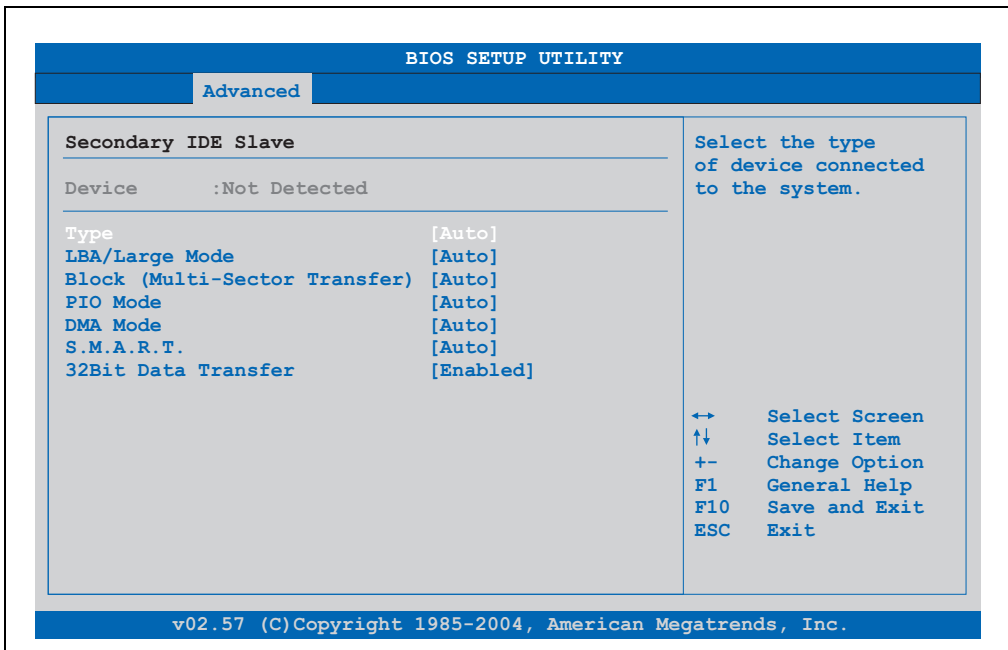 BIOS SETUP UTILITY
Advanced
Secondary IDE Slave
Device :Not Detected
Type [Auto]
LBA/Large Mode [Auto]
Block (Multi-Sector Transfer) [Auto]
PIO Mode [Auto]
DMA Mode [Auto]
S.M.A.R.T. [Auto]
32Bit Data Transfer [Enabled]
Select the type
of device connected
to the system.
←→ Select Screen
↑↓ Select Item
+- Change Option
F1 General Help
F10 Save and Exit
ESC Exit
v02.57 (C)Copyright 1985-2004, American Megatrends, Inc.